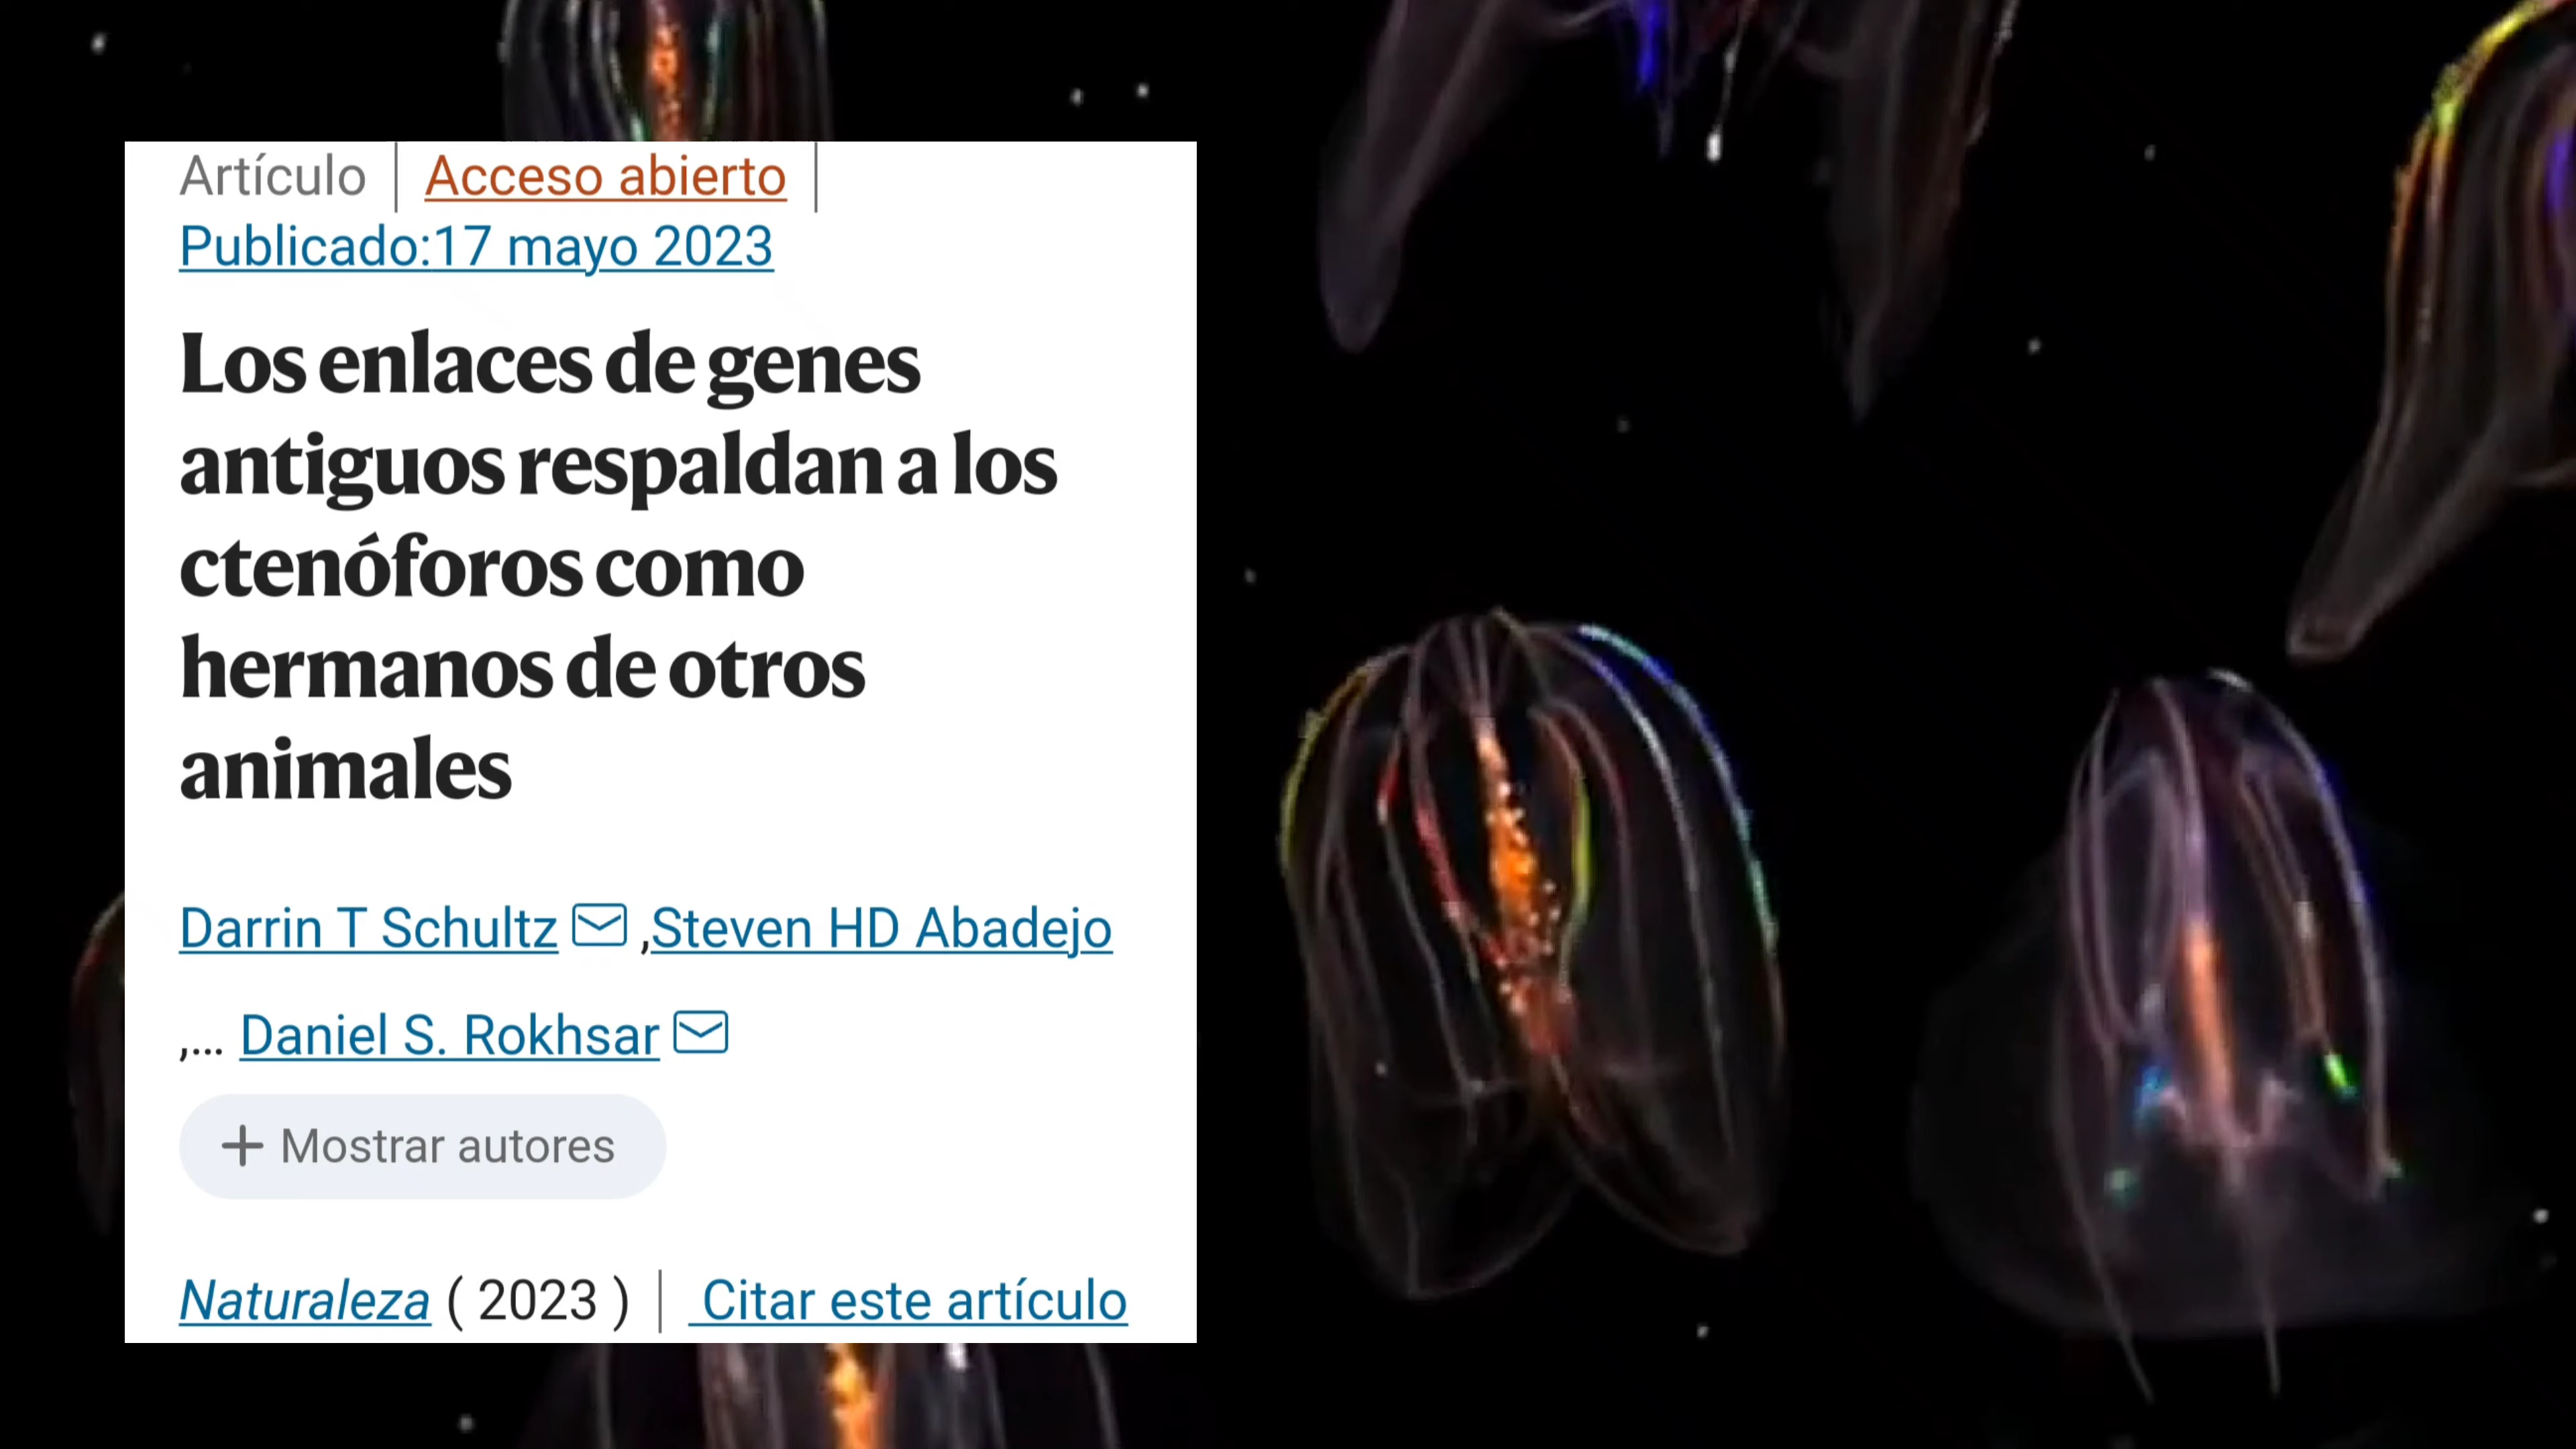 Artículo | Acceso abierto |
Publicado:17 mayo 2023
Los enlaces de genes
antiguos respaldan a los
ctenóforos como
hermanos de otros
animales
Darrin T Schultz ,Steven HD Abadejo
,... Daniel S. Rokhsar
+ Mostrar autores
Naturaleza ( 2023 ) | Citar este artículo